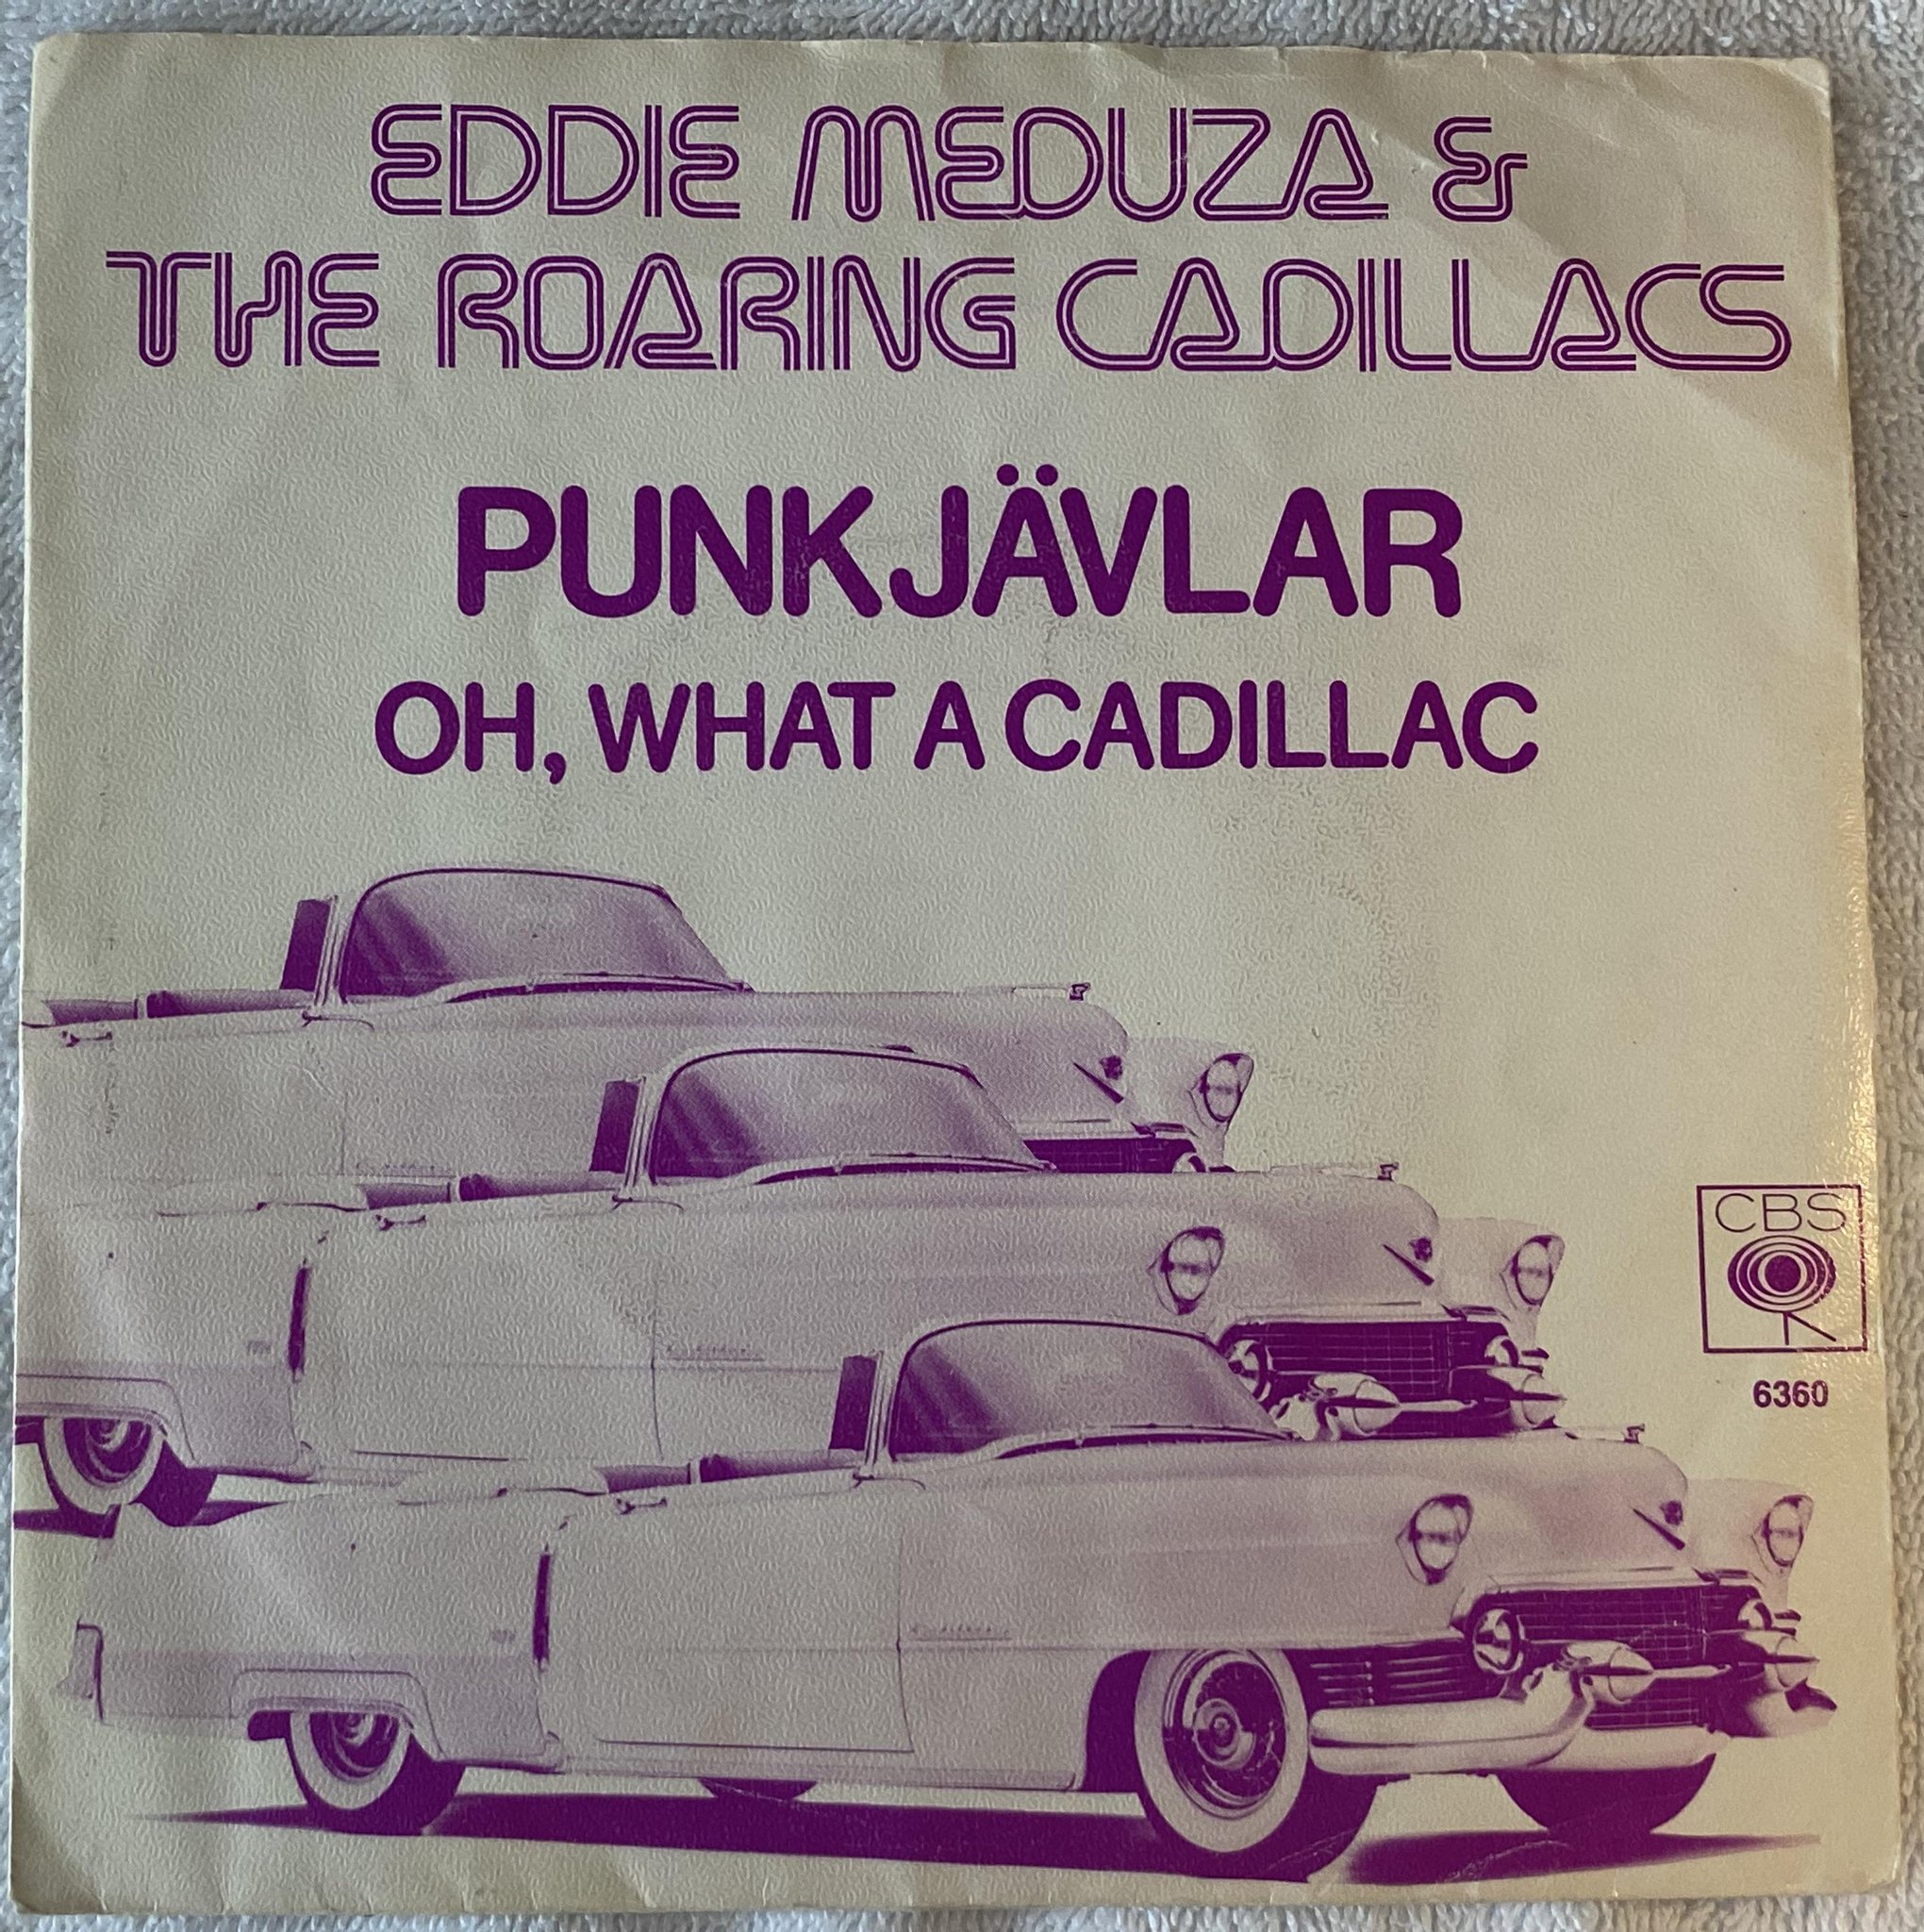 EDDIE MEDUZA &
THE ROARING CADILLACS
PUNKJÄVLAR
OH, WHAT A CADILLAC
CBS
6360